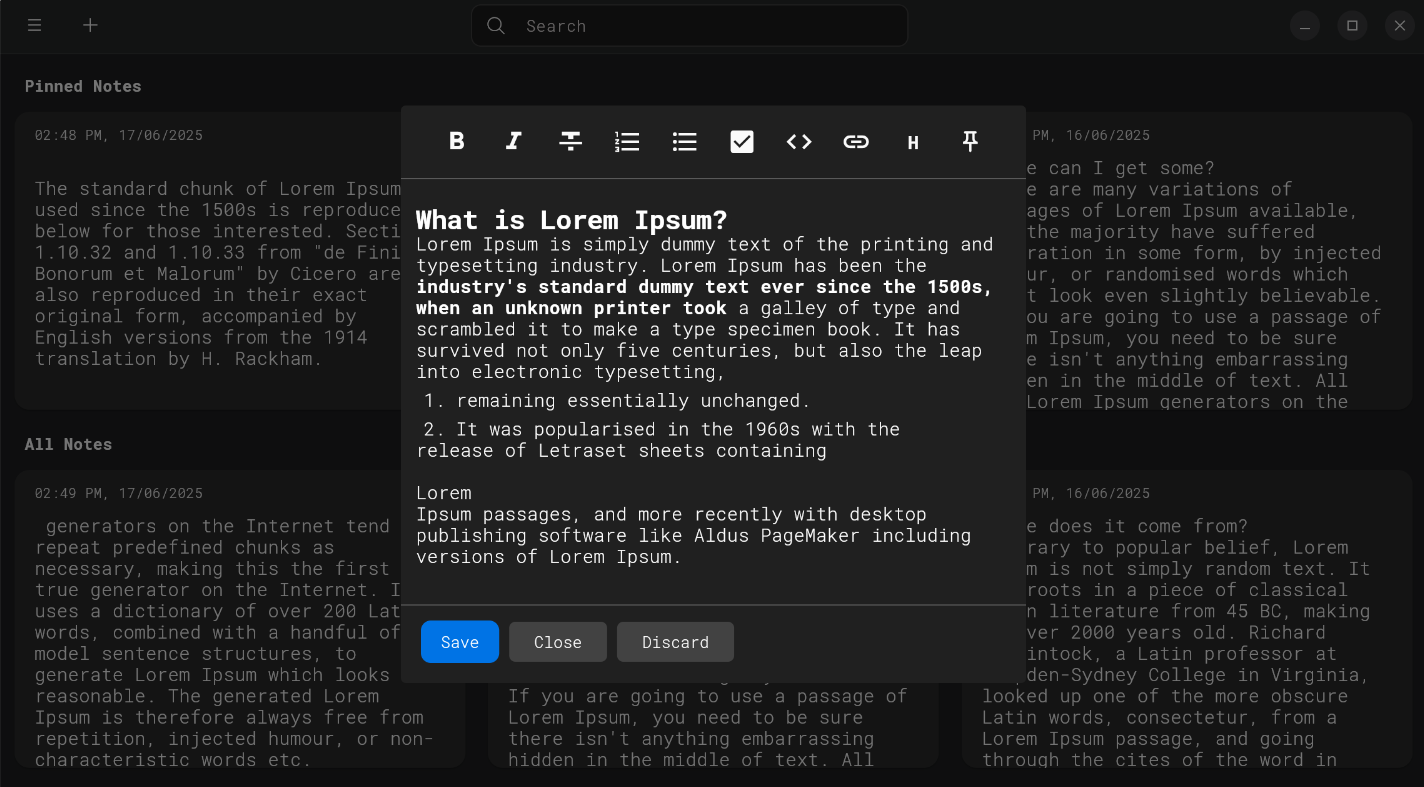 Search
Pinned Notes
02:48 PM, 17/06/2025
The standard chunk of Lorem Ipsum
used since the 1500s is
below for those interested.
1.10.32 and 1.10.33 from "de
Bonorum et Malorum" by Cicero are
also reproduced in their exact
original form, accompanied by
English versions from the 1914
translation by H. Rackham.
B I H
What is Lorem Ipsum?
Lorem Ipsum is simply dummy text of the printing and
typesetting industry. Lorem Ipsum has been the
industry's standard dummy text ever since the 1500s,
when an unknown printer took a galley of type and
scrambled it to make a type specimen book. It has
survived not only five centuries, but also the leap
into electronic typesetting,
1. remaining essentially unchanged.
2. It was popularised in the 1960s with the
release of Letraset sheets containing
Lorem
Ipsum passages, and more recently with desktop
publishing software like Aldus PageMaker including
versions of Lorem Ipsum.
Save Close Discard
PM, 16/06/2025
can I get some?
are many variations of
of Lorem Ipsum available,
the majority have suffered
in some form, by injected
or randomised words which
look even slightly believable.
you are going to use a passage of
Ipsum, you need to be sure
isn't anything embarrassing
in the middle of text. All
Lorem Ipsum generators on the
All Notes
02:49 PM, 17/06/2025
generators on the Internet tend
repeat predefined chunks as
necessary, making this the first
true generator on the Internet.
uses a dictionary of over 200
words, combined with a handful of
model sentence structures, to
generate Lorem Ipsum which looks
reasonable. The generated Lorem
Ipsum is therefore always free from
repetition, injected humour, or non-
characteristic words etc.
If you are going to use a passage of
Lorem Ipsum, you need to be sure
there isn't anything embarrassing
hidden in the middle of text. All
PM, 16/06/2025
does it come from?
to popular belief, Lorem
is not simply random text. It
roots in a piece of classical
literature from 45 BC, making
over 2000 years old. Richard
a Latin professor at
College in Virginia,
looked up one of the more obscure
Latin words, consectetur, from a
Lorem Ipsum passage, and going
through the cites of the word in